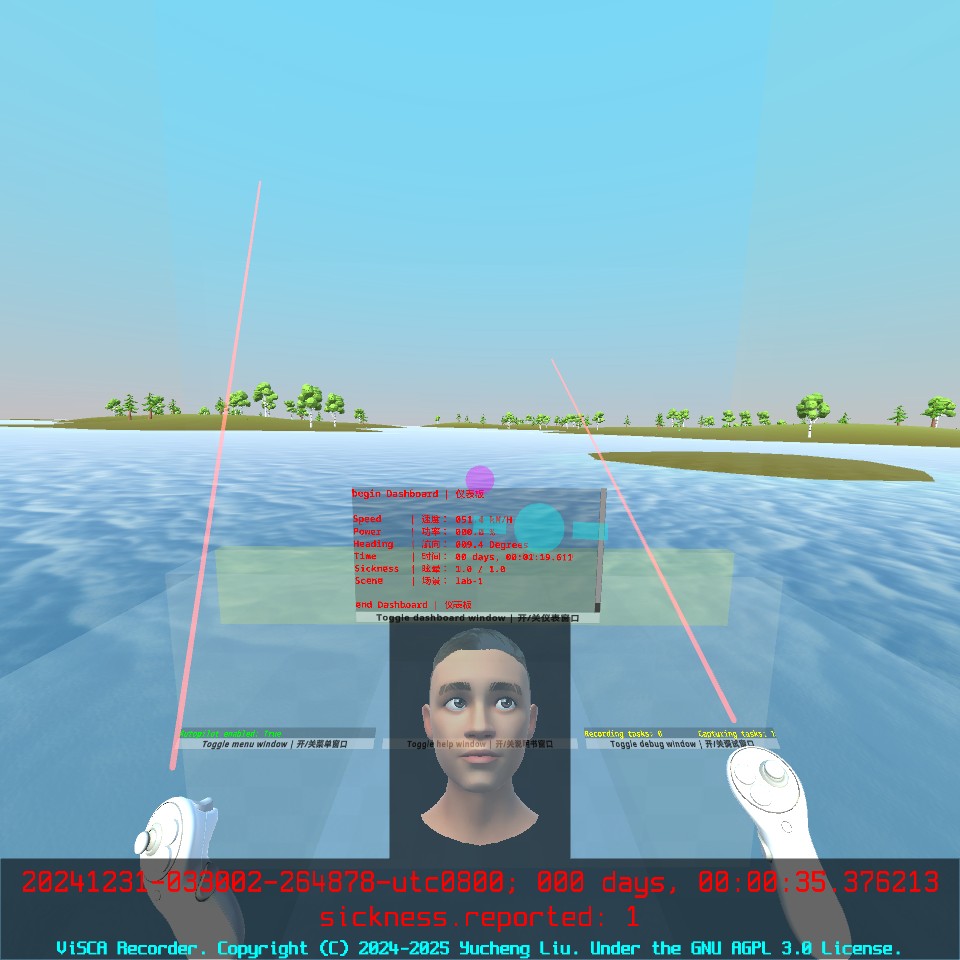 begin Dashboard | 仪表板
Speed | 速度: 051 kM/H
Power | 功率: 000.0 %
Heading | 流向: 009.4 Degrees
Time | 时间: 00 days, 00:01:19.611
Sickness | 眩晕: 1.0 / 1.0
Scene | 场景: lab-1
end Dashboard | 仪表板
Toggle dashboard window | 开/关仪表窗口
Autopilot enabled: True
Recording tasks: 0 Capturing tasks: 1
Toggle menu window | 开/关菜单窗口
Toggle help window | 开/关 窗口
Toggle debug window | 开/关调试窗口
20241231-033002-264878-utc0800; 000 days, 00:00:35.376213
sickness.reported: 1
ViSCA Recorder. Copyright (C) 2024-2025 Yucheng Liu. Under the GNU AGPL 3.0 License.